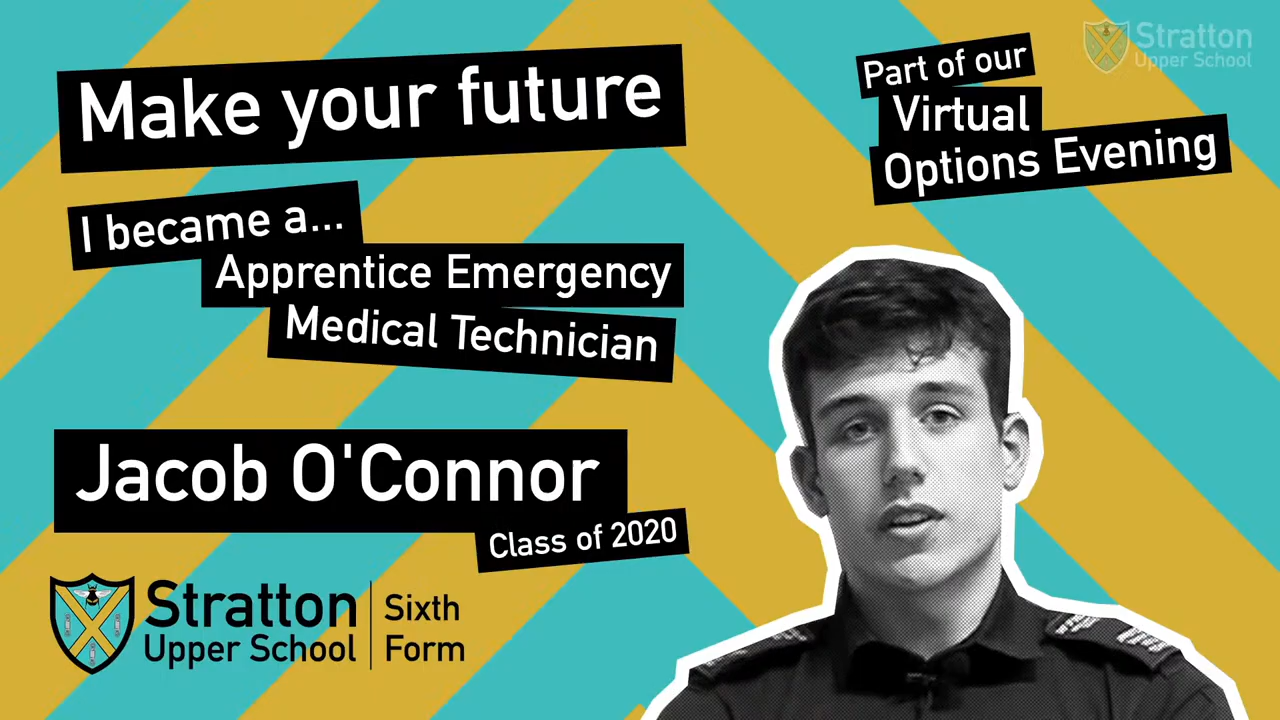 Make your future
I became a...
Apprentice Emergency
Medical Technician
Jacob O'Connor
Class of 2020
Stratton
Upper School
Sixth
Form
Part of our
Virtual
Options Evening
Stratton
Upper School